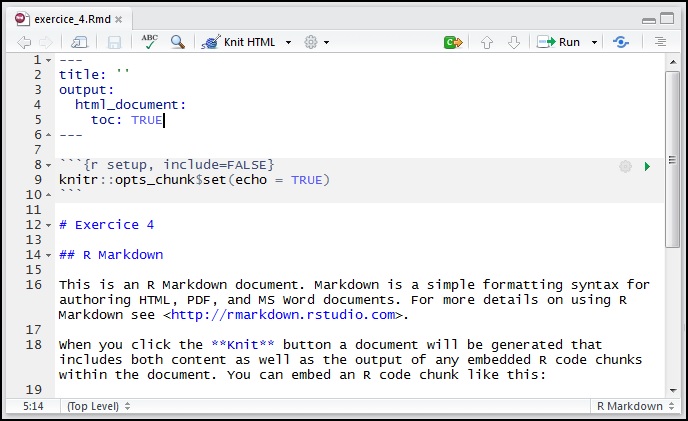 exercice_4.Rmd
ABC Knit HTML Run
1 ---
2 title: ''
3 output:
4   html_document:
5     toc: TRUE
6 ---
7
8 ```{r setup, include=FALSE}
9 knitr::opts_chunk$set(echo = TRUE)
10 ```
11
12 # Exercice 4
13
14 ## R Markdown
15
16 This is an R Markdown document. Markdown is a simple formatting syntax for
authoring HTML, PDF, and MS Word documents. For more details on using R
Markdown see <http://rmarkdown.rstudio.com>.
17
18 When you click the **Knit** button a document will be generated that
includes both content as well as the output of any embedded R code chunks
within the document. You can embed an R code chunk like this:
19
5:14 (Top Level) R Markdown